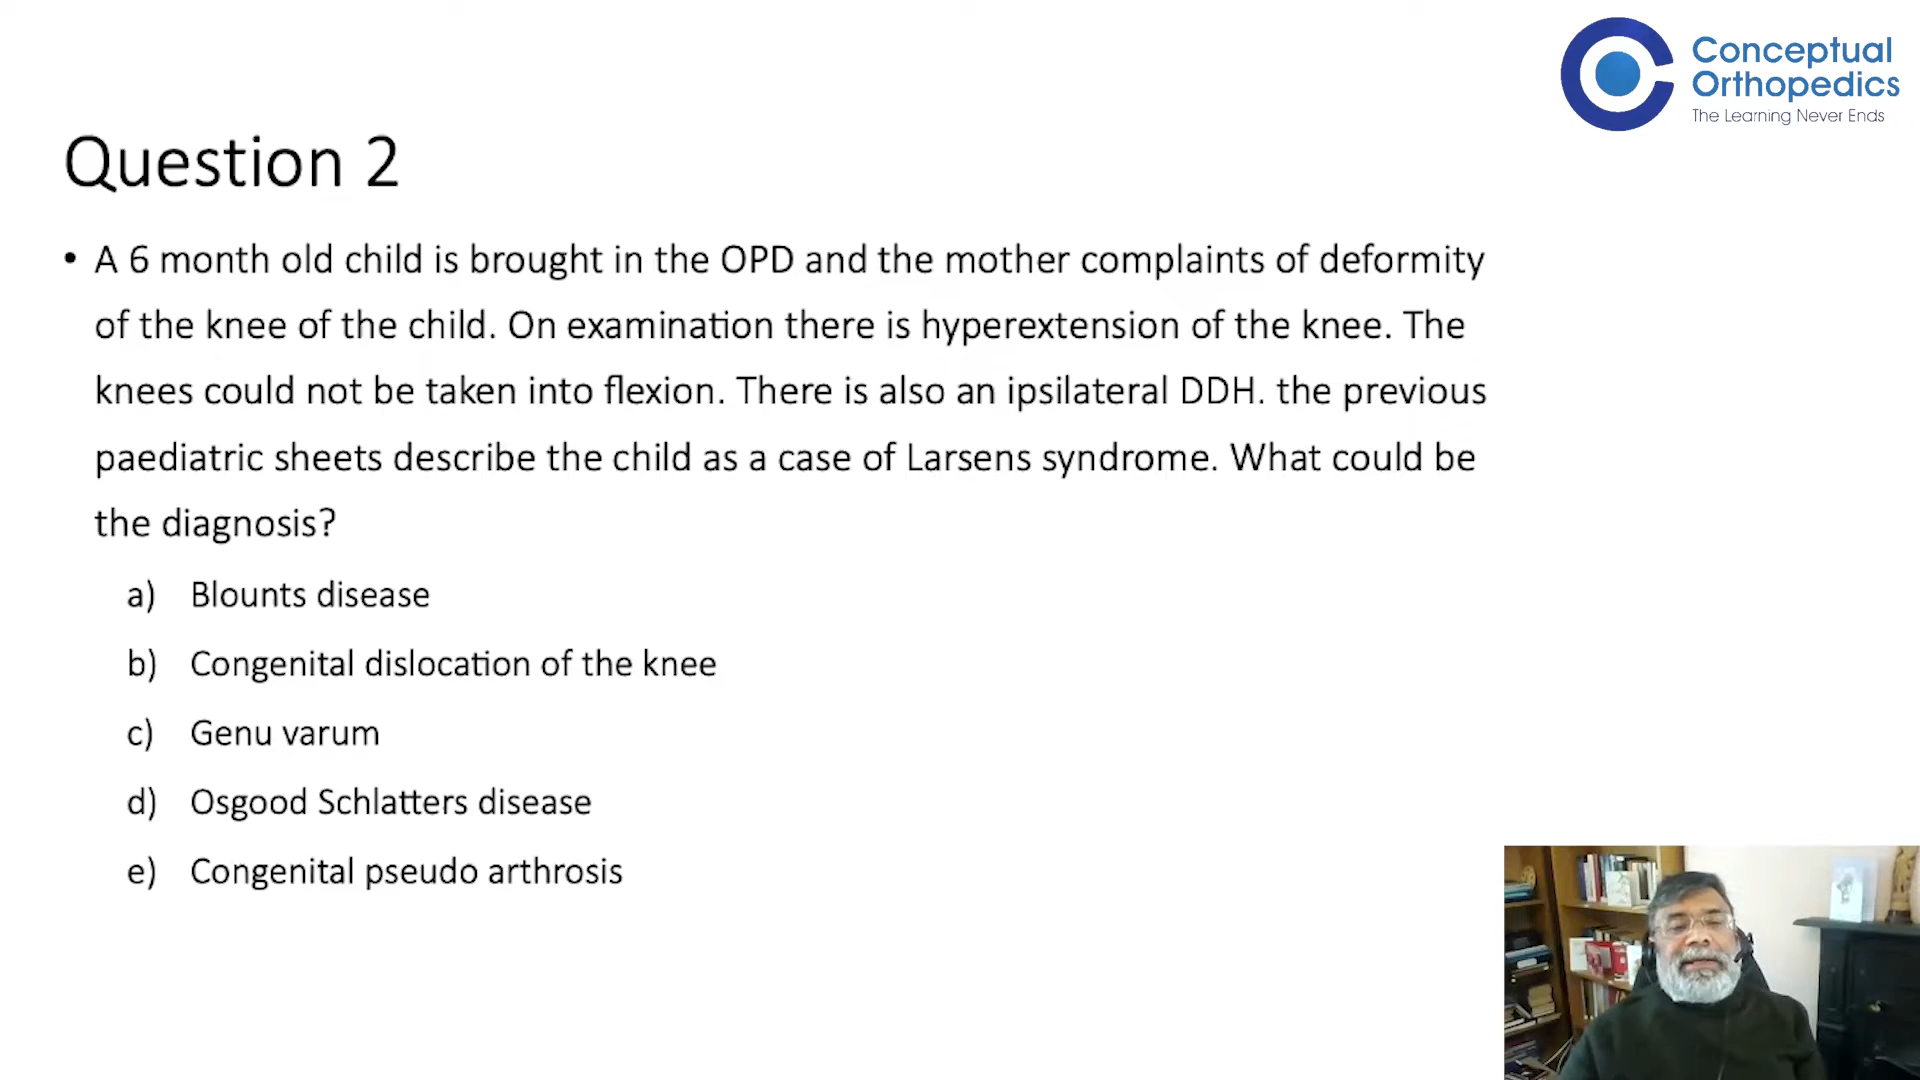 Conceptual
Orthopedics
The Learning Never Ends
Question 2
• A 6 month old child is brought in the OPD and the mother complaints of deformity
of the knee of the child. On examination there is hyperextension of the knee. The
knees could not be taken into flexion. There is also an ipsilateral DDH. the previous
paediatric sheets describe the child as a case of Larsens syndrome. What could be
the diagnosis?
a) Blounts disease
b) Congenital dislocation of the knee
c) Genu varum
d) Osgood Schlatters disease
e) Congenital pseudo arthrosis